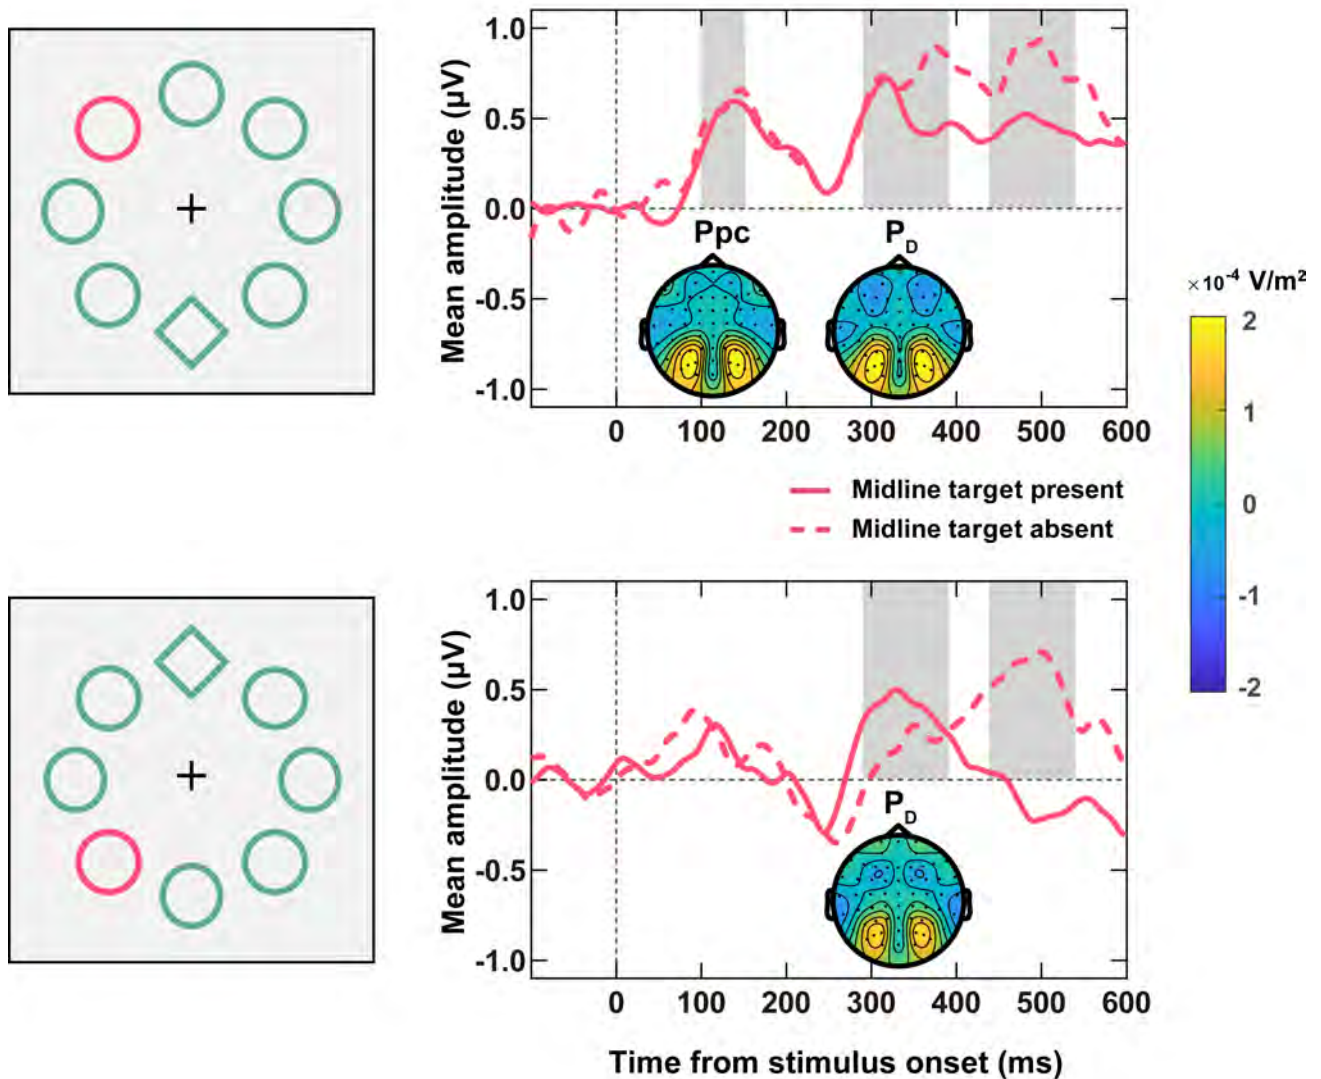 1.0
0.5
0.0
-0.5
-1.0
Mean amplitude (µV)
Ppc
P_D
0 100 200 300 400 500 600
Midline target present
Midline target absent
×10⁻⁴ V/m²
2
1
0
-1
-2
1.0
0.5
0.0
-0.5
-1.0
Mean amplitude (µV)
P_D
0 100 200 300 400 500 600
Time from stimulus onset (ms)